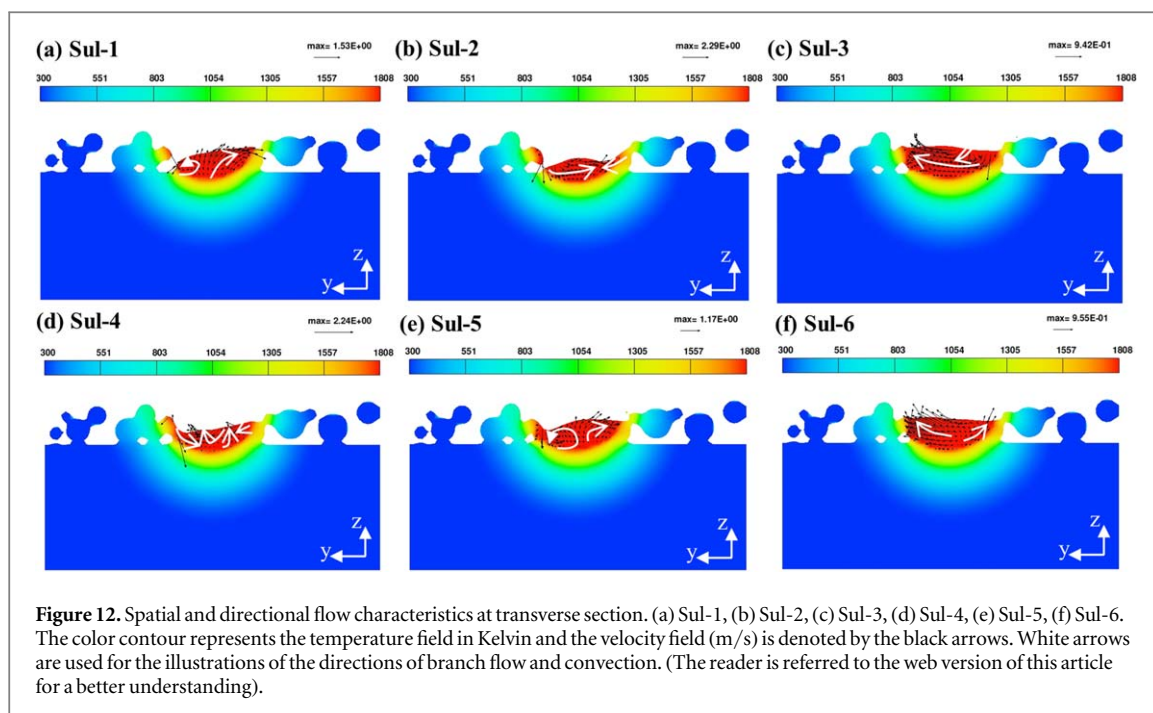 (a) Sul-1
max= 1.53E+00
300 551 803 1054 1305 1557 1808
z
y
(b) Sul-2
max= 2.29E+00
300 551 803 1054 1305 1557 1808
z
y
(c) Sul-3
max= 9.42E-01
300 551 803 1054 1305 1557 1808
z
y
(d) Sul-4
max= 2.24E+00
300 551 803 1054 1305 1557 1808
z
y
(e) Sul-5
max= 1.17E+00
300 551 803 1054 1305 1557 1808
z
y
(f) Sul-6
max= 9.55E-01
300 551 803 1054 1305 1557 1808
z
y
Figure 12. Spatial and directional flow characteristics at transverse section. (a) Sul-1, (b) Sul-2, (c) Sul-3, (d) Sul-4, (e) Sul-5, (f) Sul-6.
The color contour represents the temperature field in Kelvin and the velocity field (m/s) is denoted by the black arrows. White arrows
are used for the illustrations of the directions of branch flow and convection. (The reader is referred to the web version of this article
for a better understanding).